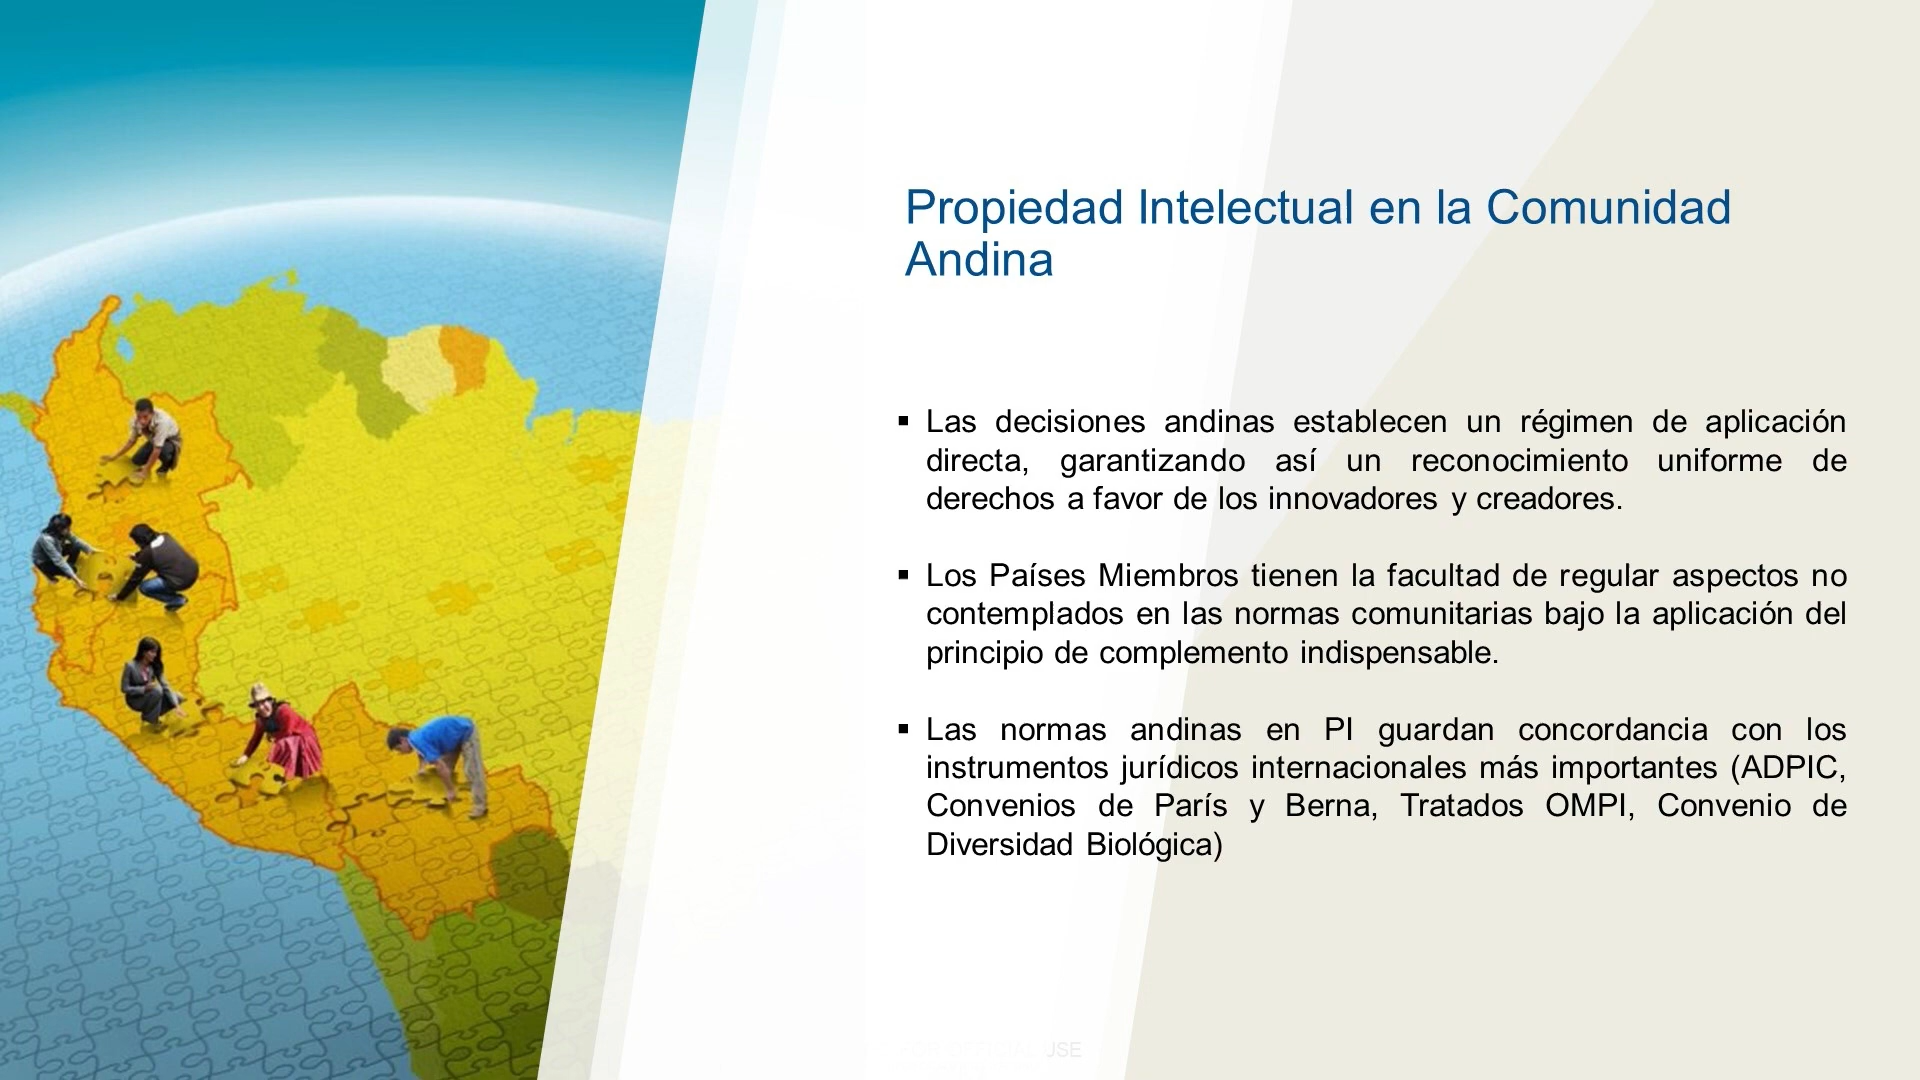 Propiedad Intelectual en la Comunidad
Andina
▪ Las decisiones andinas establecen un régimen de aplicación
directa, garantizando así un reconocimiento uniforme de
derechos a favor de los innovadores y creadores.
▪ Los Países Miembros tienen la facultad de regular aspectos no
contemplados en las normas comunitarias bajo la aplicación del
principio de complemento indispensable.
▪ Las normas andinas en PI guardan concordancia con los
instrumentos jurídicos internacionales más importantes (ADPIC,
Convenios de París y Berna, Tratados OMPI, Convenio de
Diversidad Biológica)